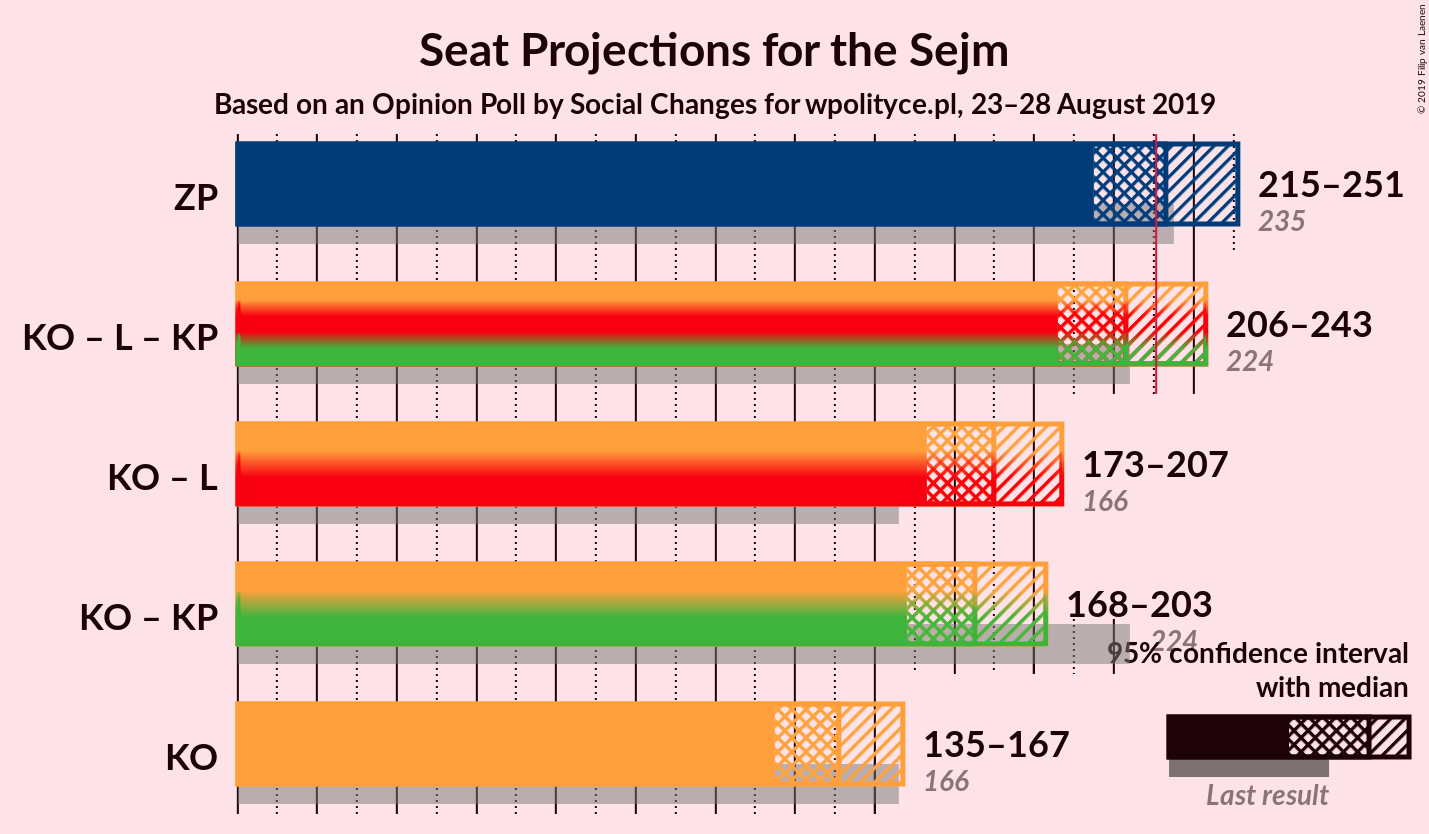 Seat Projections for the Sejm
Based on an Opinion Poll by Social Changes for wpolityce.pl, 23–28 August 2019
© 2019 Filip van Laenen
ZP
215–251
235
KO – L – KP
206–243
224
KO – L
173–207
166
KO – KP
168–203
224
KO
135–167
166
95% confidence interval
with median
Last result